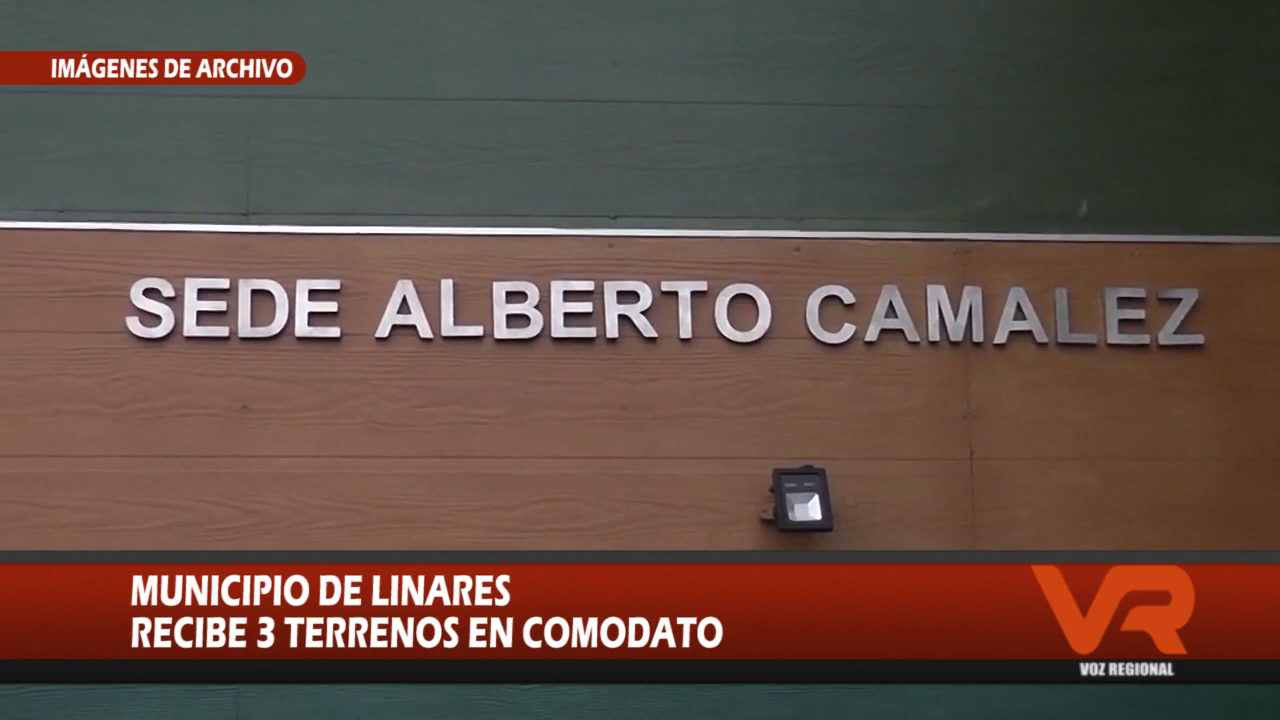 IMÁGENES DE ARCHIVO
SEDE ALBERTO CAMALEZ
MUNICIPIO DE LINARES
RECIBE 3 TERRENOS EN COMODATO
VR
VOZ REGIONAL